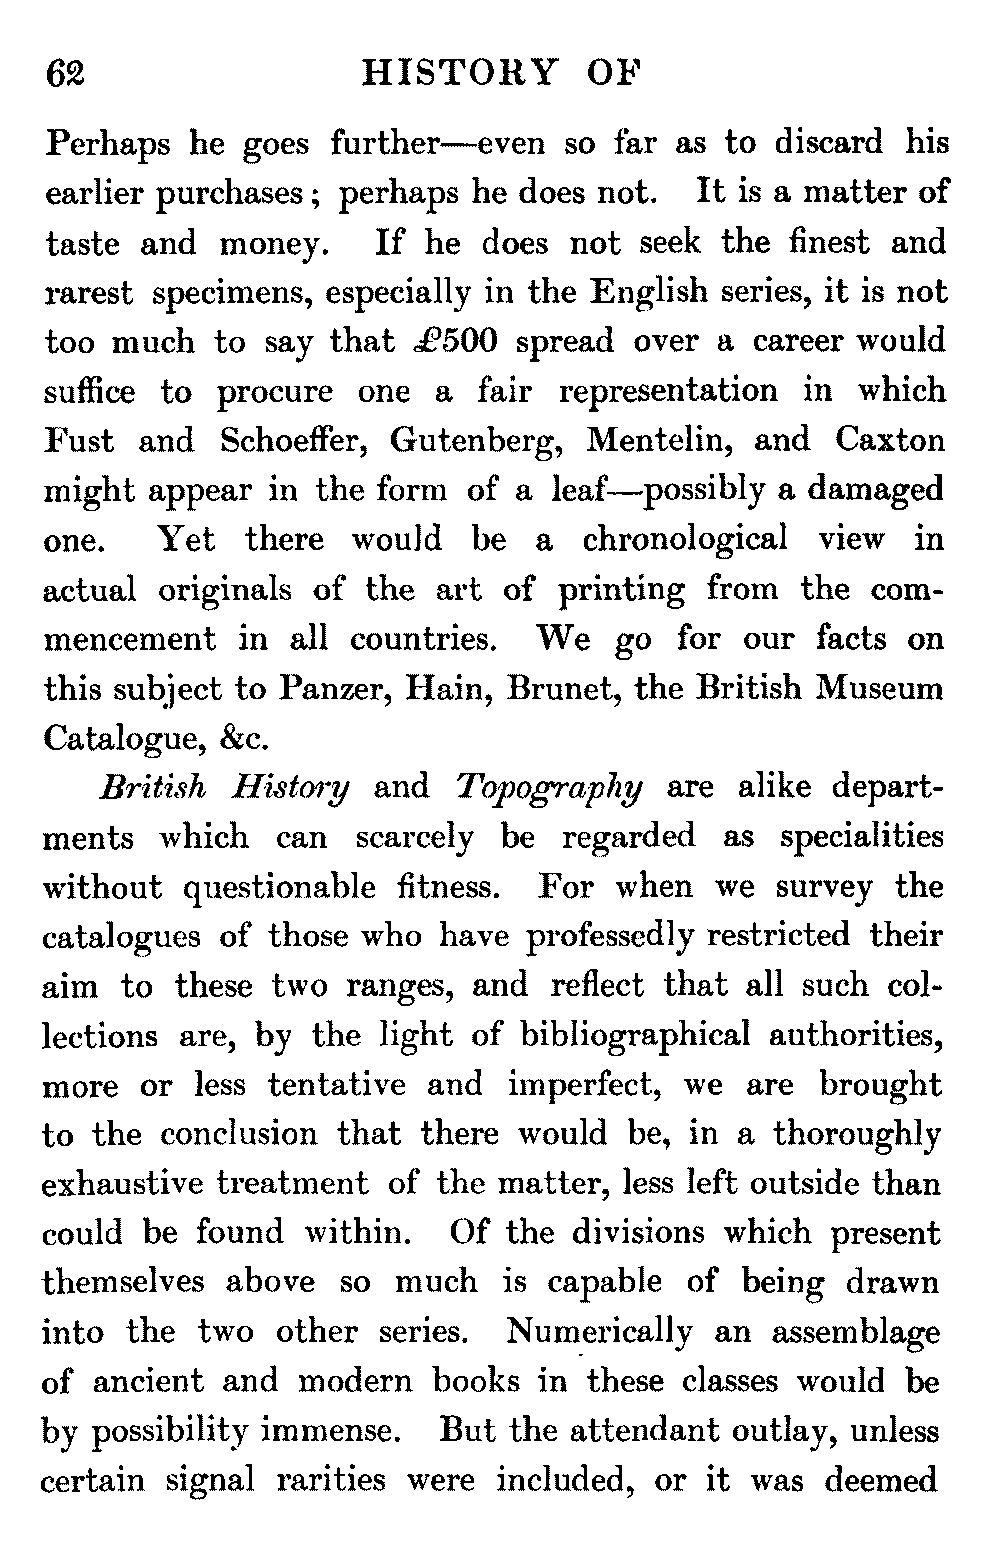 62 HISTORY OF
Perhaps he goes further—even so far as to discard his
earlier purchases; perhaps he does not. It is a matter of
taste and money. If he does not seek the finest and
rarest specimens, especially in the English series, it is not
too much to say that £500 spread over a career would
suffice to procure one a fair representation in which
Fust and Schoeffer, Gutenberg, Mentelin, and Caxton
might appear in the form of a leaf—possibly a damaged
one. Yet there would be a chronological view in
actual originals of the art of printing from the com-
mencement in all countries. We go for our facts on
this subject to Panzer, Hain, Brunet, the British Museum
Catalogue, &c.
British History and Topography are alike depart-
ments which can scarcely be regarded as specialities
without questionable fitness. For when we survey the
catalogues of those who have professedly restricted their
aim to these two ranges, and reflect that all such col-
lections are, by the light of bibliographical authorities,
more or less tentative and imperfect, we are brought
to the conclusion that there would be, in a thoroughly
exhaustive treatment of the matter, less left outside than
could be found within. Of the divisions which present
themselves above so much is capable of being drawn
into the two other series. Numerically an assemblage
of ancient and modern books in these classes would be
by possibility immense. But the attendant outlay, unless
certain signal rarities were included, or it was deemed